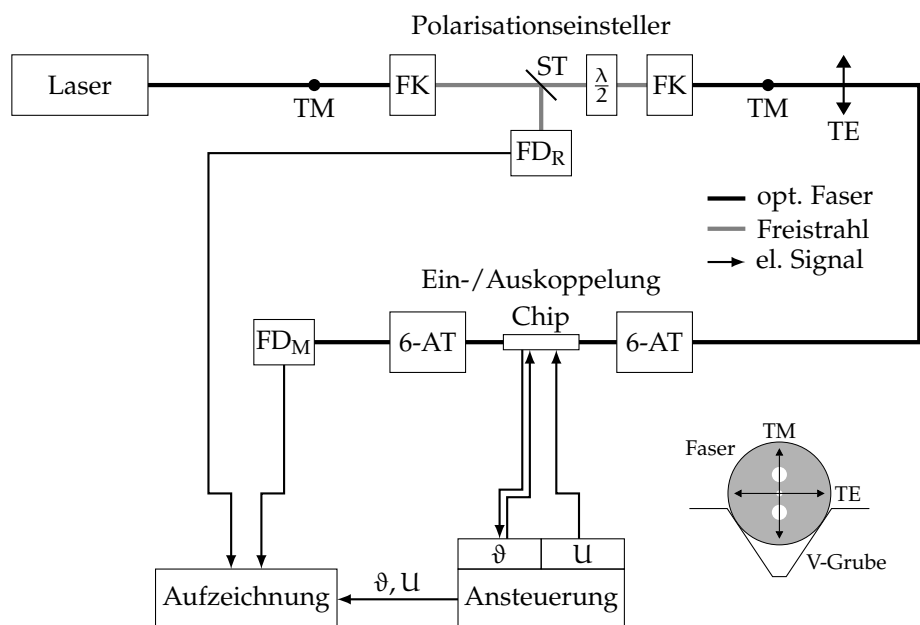 Polarisationseinsteller
Laser
TM
FK
ST
λ/2
FK
TM
TE
FD_R
opt. Faser
Freistrahl
el. Signal
Ein-/Auskoppelung
Chip
FD_M
6-AT
6-AT
TM
Faser
TE
V-Grube
ϑ
U
Aufzeichnung
ϑ, U
Ansteuerung